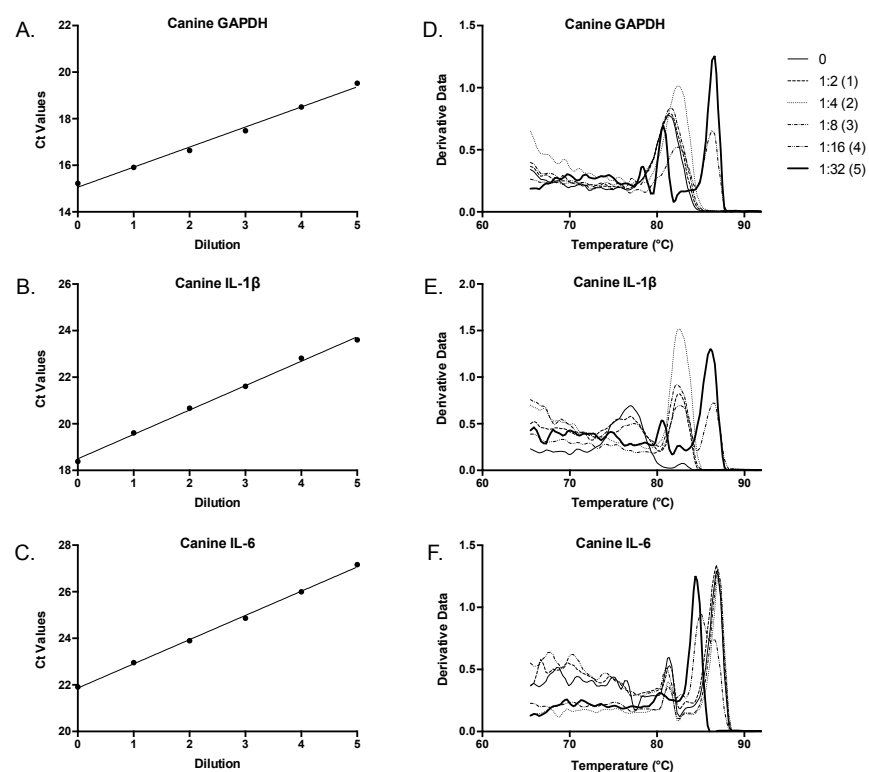 A.
Canine GAPDH
Ct Values
22
20
18
16
14
0 1 2 3 4 5
Dilution
D.
Canine GAPDH
Derivative Data
1.5
1.0
0.5
0.0
60 70 80 90
Temperature (°C)
0
1:2 (1)
1:4 (2)
1:8 (3)
1:16 (4)
1:32 (5)
B.
Canine IL-1β
Ct Values
26
24
22
20
18
0 1 2 3 4 5
Dilution
E.
Canine IL-1β
Derivative Data
2.0
1.5
1.0
0.5
0.0
60 70 80 90
Temperature (°C)
C.
Canine IL-6
Ct Values
28
26
24
22
20
0 1 2 3 4 5
Dilution
F.
Canine IL-6
Derivative Data
1.5
1.0
0.5
0.0
60 70 80 90
Temperature (°C)